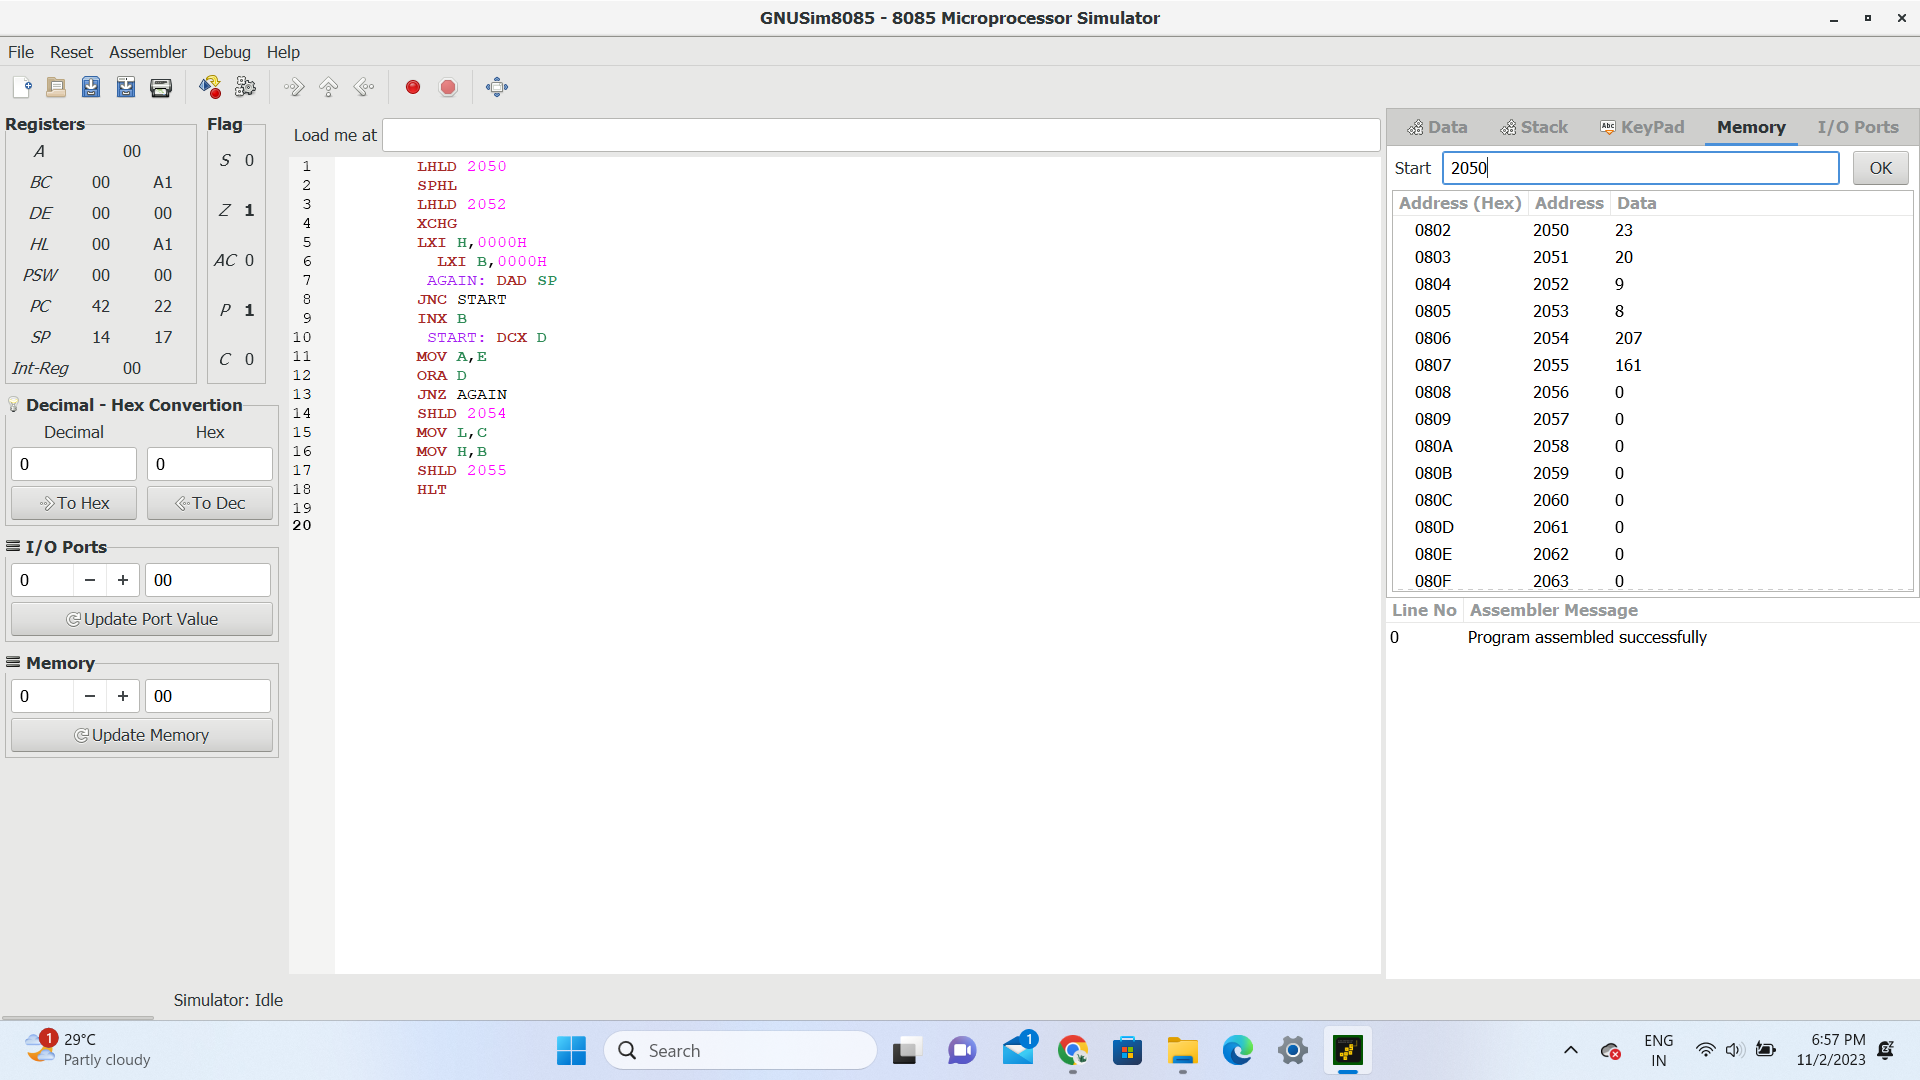 GNUSim8085 - 8085 Microprocessor Simulator
File Reset Assembler Debug Help
Registers
A 00
BC 00 A1
DE 00 00
HL 00 A1
PSW 00 00
PC 42 22
SP 14 17
Int-Reg 00
Flag
S 0
Z 1
AC 0
P 1
C 0
Decimal - Hex Convertion
Decimal Hex
0 0
To Hex To Dec
I/O Ports
0 − + 00
Update Port Value
Memory
0 − + 00
Update Memory
Load me at
1 LHLD 2050
2 SPHL
3 LHLD 2052
4 XCHG
5 LXI H,0000H
6 LXI B,0000H
7 AGAIN: DAD SP
8 JNC START
9 INX B
10 START: DCX D
11 MOV A,E
12 ORA D
13 JNZ AGAIN
14 SHLD 2054
15 MOV L,C
16 MOV H,B
17 SHLD 2055
18 HLT
19
20
Data Stack Abc KeyPad Memory I/O Ports
Start 2050 OK
Address (Hex) Address Data
0802 2050 23
0803 2051 20
0804 2052 9
0805 2053 8
0806 2054 207
0807 2055 161
0808 2056 0
0809 2057 0
080A 2058 0
080B 2059 0
080C 2060 0
080D 2061 0
080E 2062 0
080F 2063 0
Line No Assembler Message
0 Program assembled successfully
Simulator: Idle
1 29°C
Partly cloudy
Search
1
ENG
IN
6:57 PM
11/2/2023